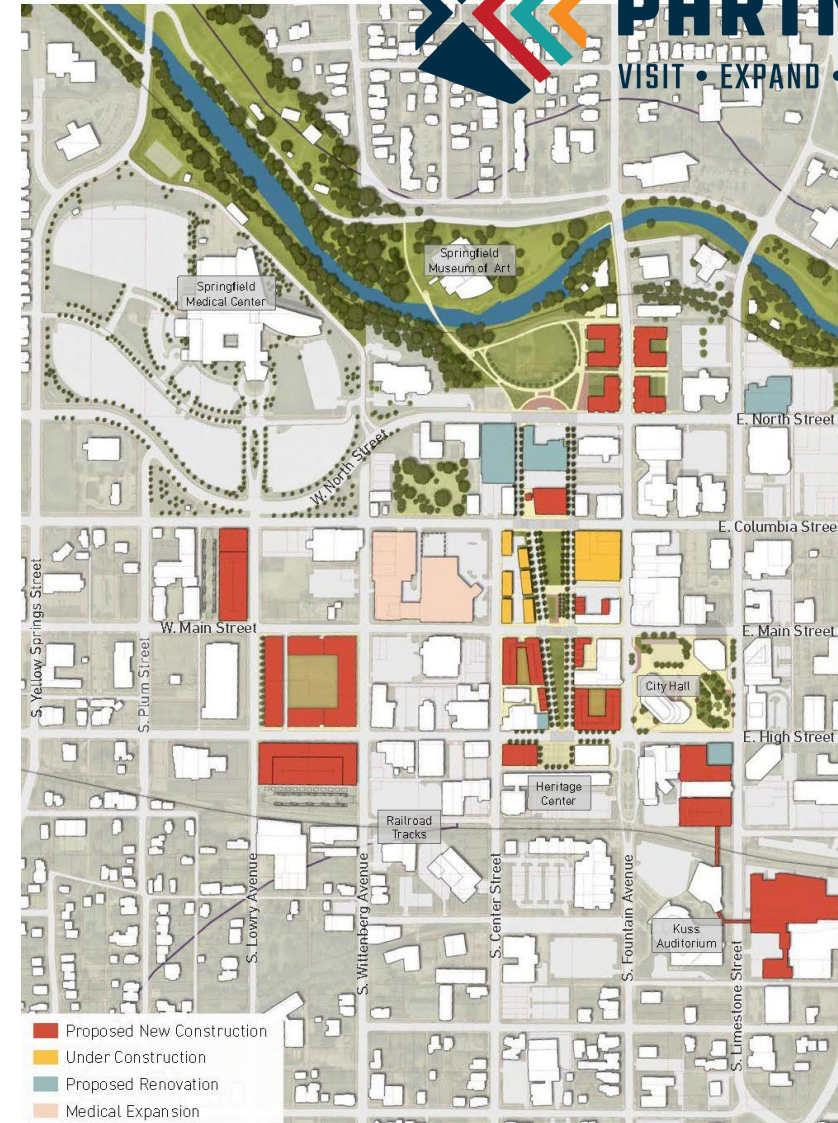 VISIT • EXPAND •
Springfield
Museum of Art
Springfield
Medical Center
E. North Street
W. North Street
E. Columbia Stree
S. Yellow Springs Street
W. Main Street
E. Main Street
S. Plum Street
City Hall
E. High Street
Heritage
Center
Railroad
Tracks
S. Lowry Avenue
S. Wittenberg Avenue
S. Center Street
S. Fountain Avenue
Kuss
Auditorium
S. Limestone Street
Proposed New Construction
Under Construction
Proposed Renovation
Medical Expansion